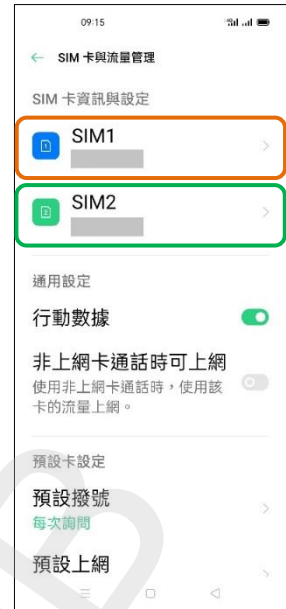 09:15
← SIM 卡與流量管理
SIM 卡資訊與設定
1
SIM1
2
SIM2
通用設定
行動數據
非上網卡通話時可上網
使用非上網卡通話時，使用該
卡的流量上網。
預設卡設定
預設撥號
每次詢問
預設上網